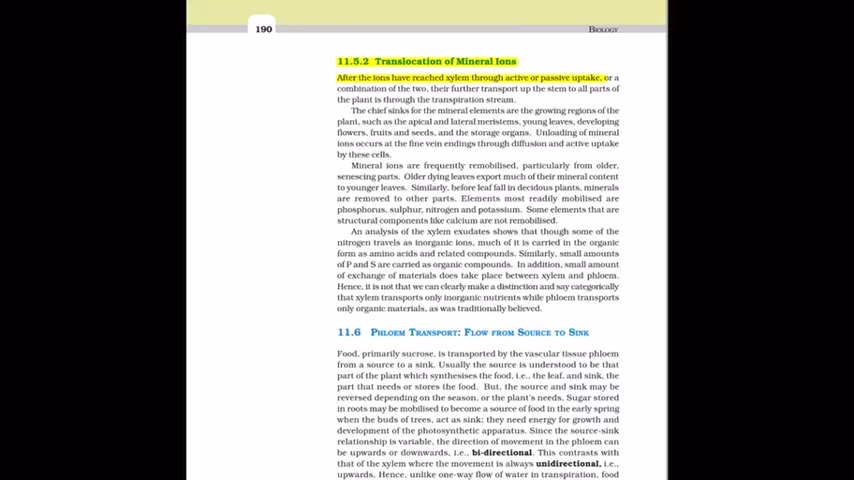 190
BIOLOGY
11.5.2 Translocation of Mineral Ions
After the ions have reached xylem through active or passive uptake, or a
combination of the two, their further transport up the stem to all parts of
the plant is through the transpiration stream.
The chief sinks for the mineral elements are the growing regions of the
plant, such as the apical and lateral meristems, young leaves, developing
flowers, fruits and seeds, and the storage organs. Unloading of mineral
ions occurs at the fine vein endings through diffusion and active uptake
by these cells.
Mineral ions are frequently remobilised, particularly from older,
senescing parts. Older dying leaves export much of their mineral content
to younger leaves. Similarly, before leaf fall in decidous plants, minerals
are removed to other parts. Elements most readily mobilised are
phosphorus, sulphur, nitrogen and potassium. Some elements that are
structural components like calcium are not remobilised.
An analysis of the xylem exudates shows that though some of the
nitrogen travels as inorganic ions, much of it is carried in the organic
form as amino acids and related compounds. Similarly, small amounts
of P and S are carried as organic compounds. In addition, small amount
of exchange of materials does take place between xylem and phloem.
Hence, it is not that we can clearly make a distinction and say categorically
that xylem transports only inorganic nutrients while phloem transports
only organic materials, as was traditionally believed.
11.6 PHLOEM TRANSPORT: FLOW FROM SOURCE TO SINK
Food, primarily sucrose, is transported by the vascular tissue phloem
from a source to a sink. Usually the source is understood to be that
part of the plant which synthesises the food, i.e., the leaf, and sink, the
part that needs or stores the food. But, the source and sink may be
reversed depending on the season, or the plant's needs. Sugar stored
in roots may be mobilised to become a source of food in the early spring
when the buds of trees, act as sink; they need energy for growth and
development of the photosynthetic apparatus. Since the source-sink
relationship is variable, the direction of movement in the phloem can
be upwards or downwards, i.e., bi-directional. This contrasts with
that of the xylem where the movement is always unidirectional, i.e.,
upwards. Hence, unlike one-way flow of water in transpiration, food